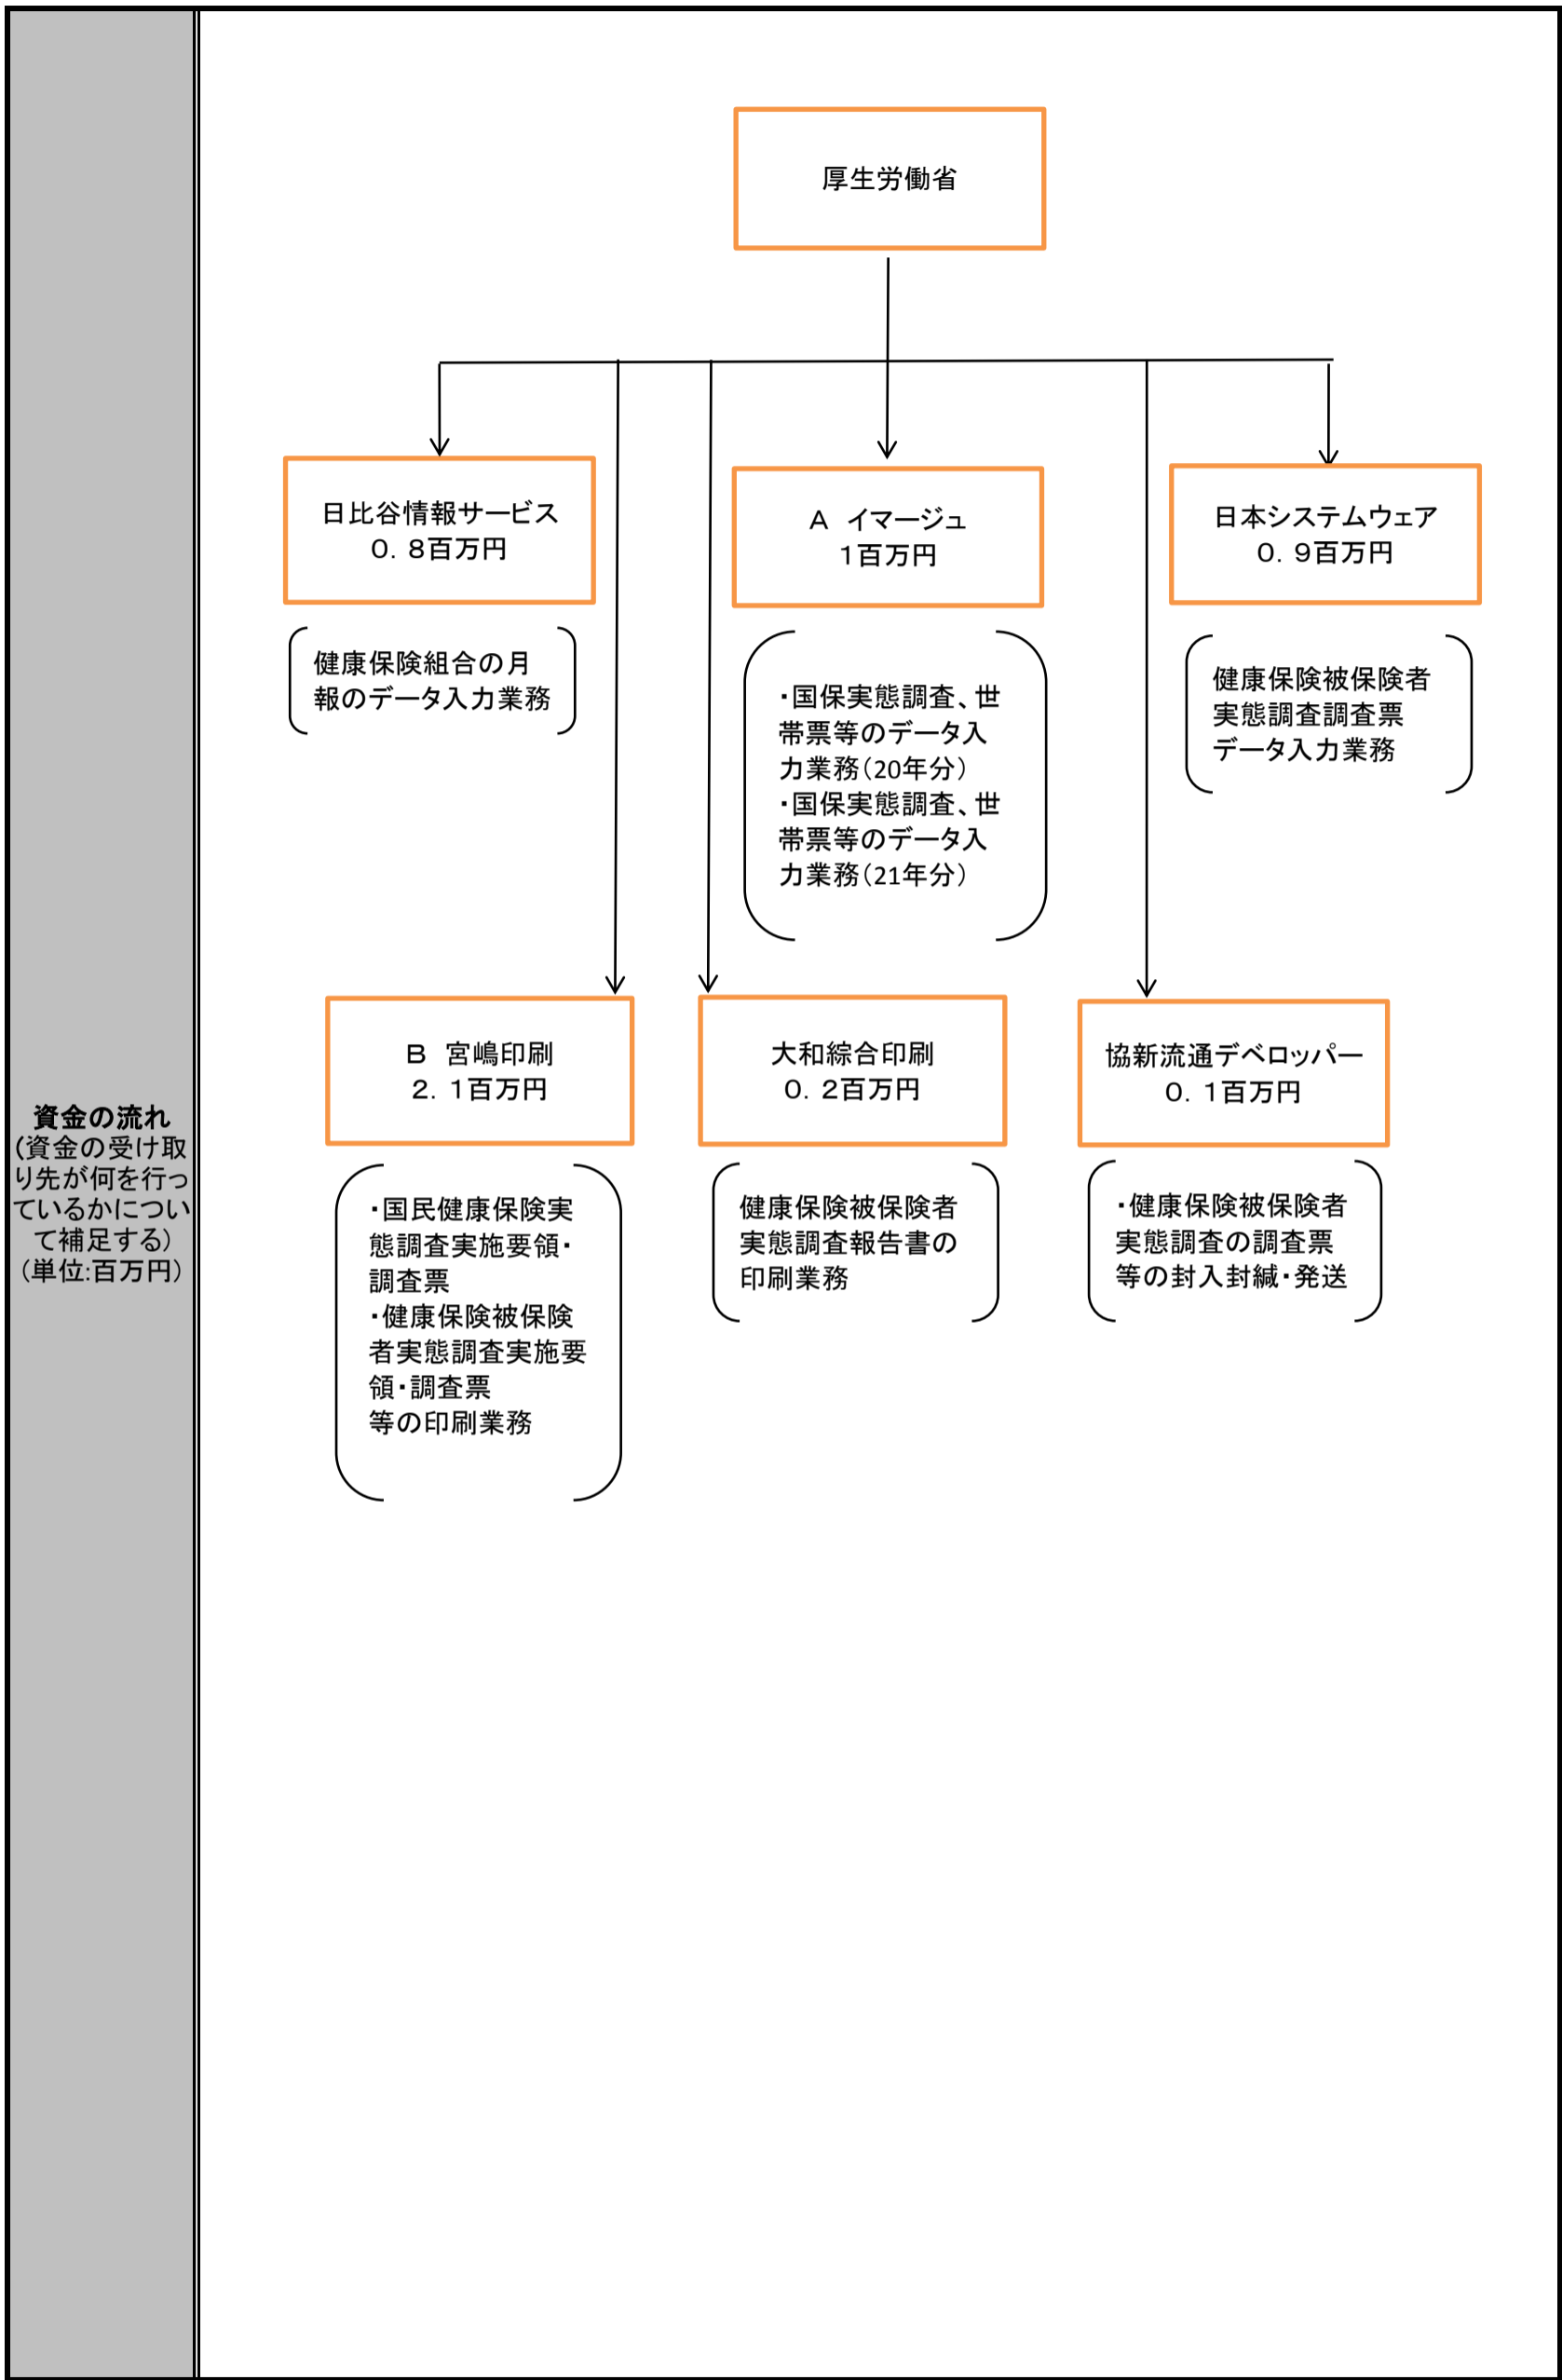 資金の流れ
（資金の受け取
り先が何を行っ
ているかについ
て補足する）
（単位:百万円）
厚生労働省
日比谷情報サービス
０．８百万円
健康保険組合の月
報のデータ入力業務
Ａ　イマージュ
１百万円
・国保実態調査、世
帯票等のデータ入
力業務（20年分）
・国保実態調査、世
帯票等のデータ入
力業務（21年分）
日本システムウェア
０．９百万円
健康保険被保険者
実態調査調査票
データ入力業務
Ｂ　宮嶋印刷
２．１百万円
・国民健康保険実
態調査実施要領・
調査票
・健康保険被保険
者実態調査実施要
領・調査票
等の印刷業務
大和綜合印刷
０．２百万円
健康保険被保険者
実態調査報告書の
印刷業務
協新流通デベロッパー
０．１百万円
・健康保険被保険者
実態調査の調査票
等の封入封緘・発送